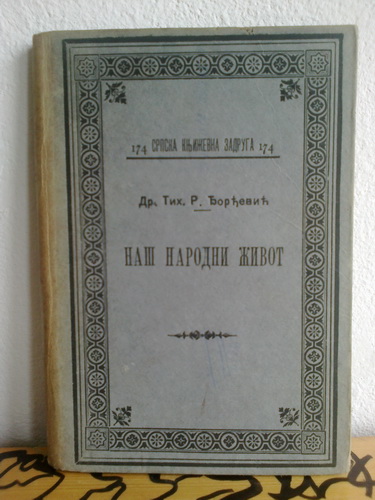 174 СРПСКА КЊИЖЕВНА ЗАДРУГА 174
Др. Тих. Р. Ђорђевић
НАШ НАРОДНИ ЖИВОТ